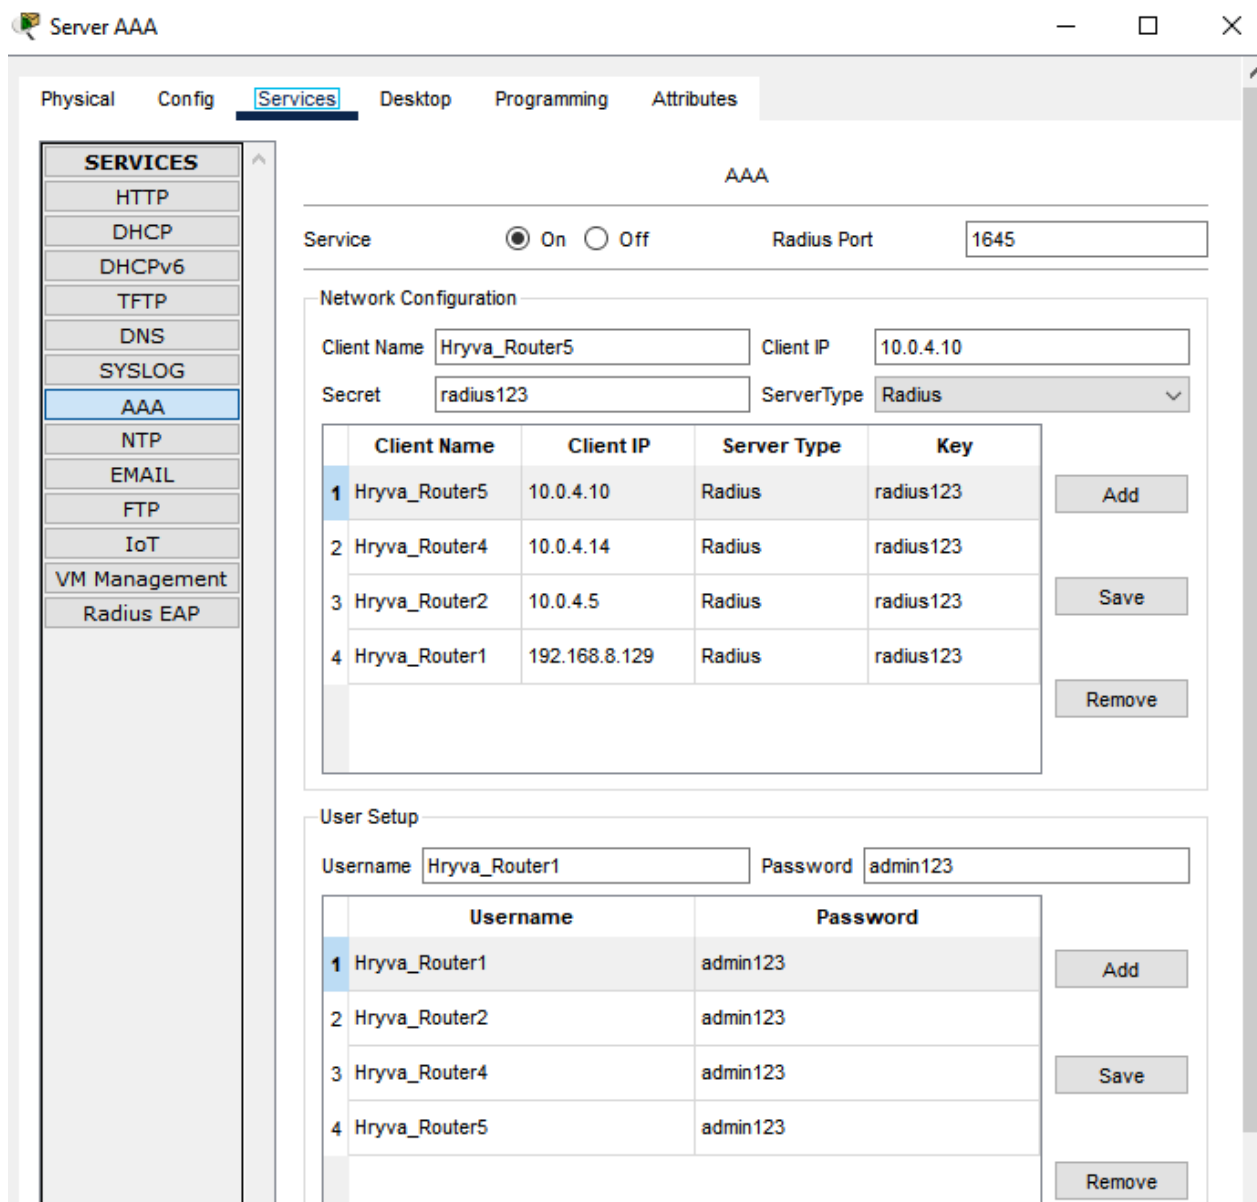 Server AAA
Physical Config Services Desktop Programming Attributes
SERVICES
HTTP
DHCP
DHCPv6
TFTP
DNS
SYSLOG
AAA
NTP
EMAIL
FTP
IoT
VM Management
Radius EAP
AAA
Service On Off Radius Port 1645
Network Configuration
Client Name Hryva_Router5 Client IP 10.0.4.10
Secret radius123 ServerType Radius
Client Name Client IP Server Type Key
1 Hryva_Router5 10.0.4.10 Radius radius123
2 Hryva_Router4 10.0.4.14 Radius radius123
3 Hryva_Router2 10.0.4.5 Radius radius123
4 Hryva_Router1 192.168.8.129 Radius radius123
Add
Save
Remove
User Setup
Username Hryva_Router1 Password admin123
Username Password
1 Hryva_Router1 admin123
2 Hryva_Router2 admin123
3 Hryva_Router4 admin123
4 Hryva_Router5 admin123
Add
Save
Remove